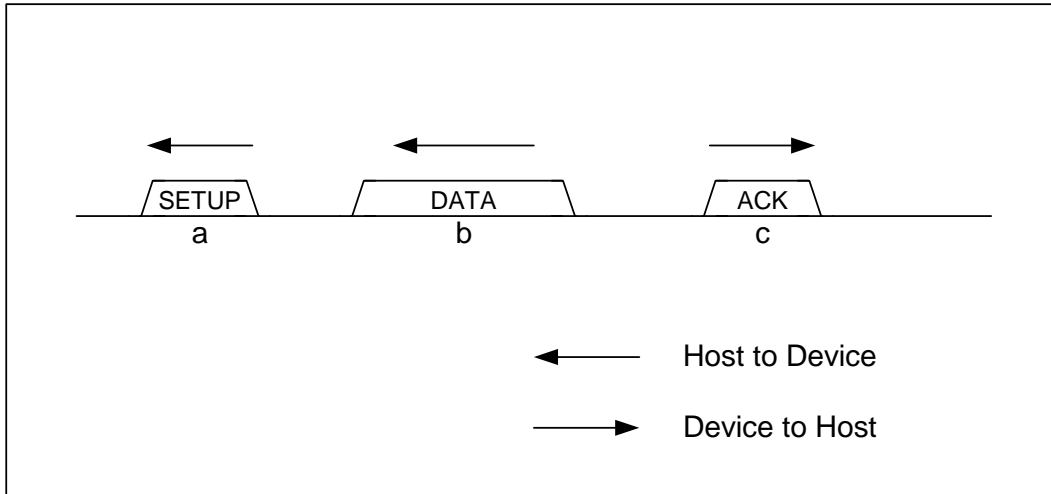 SETUP DATA ACK
a b c
Host to Device
Device to Host